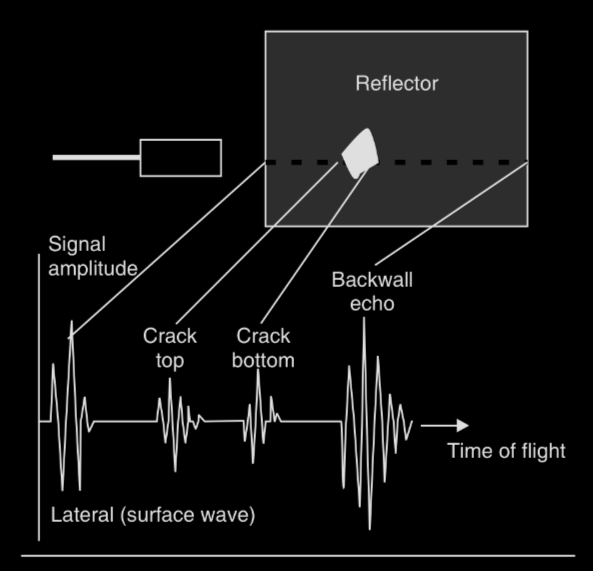 Reflector
Signal
amplitude
Backwall
echo
Crack
top
Crack
bottom
Time of flight
Lateral (surface wave)